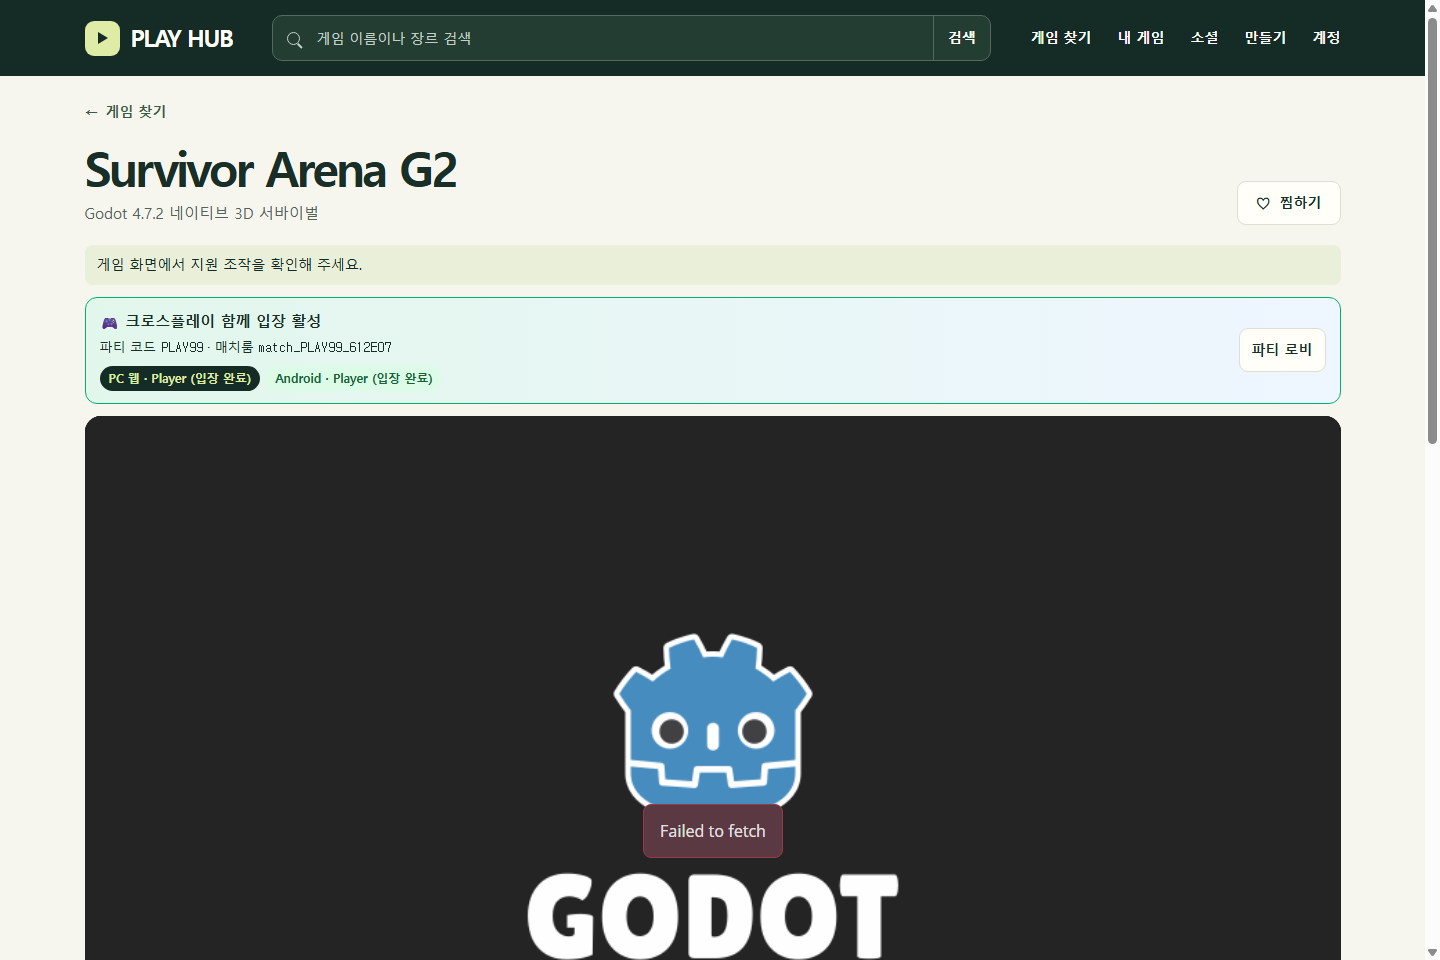 PLAY HUB
게임 이름이나 장르 검색
검색
게임 찾기
내 게임
소셜
만들기
계정
← 게임 찾기
Survivor Arena G2
Godot 4.7.2 네이티브 3D 서바이벌
♡ 찜하기
게임 화면에서 지원 조작을 확인해 주세요.
🎮 크로스플레이 함께 입장 활성
파티 코드 PLAY99 · 매치룸 match_PLAY99_612E07
PC 웹 · Player (입장 완료)
Android · Player (입장 완료)
파티 로비
Failed to fetch
GODOT